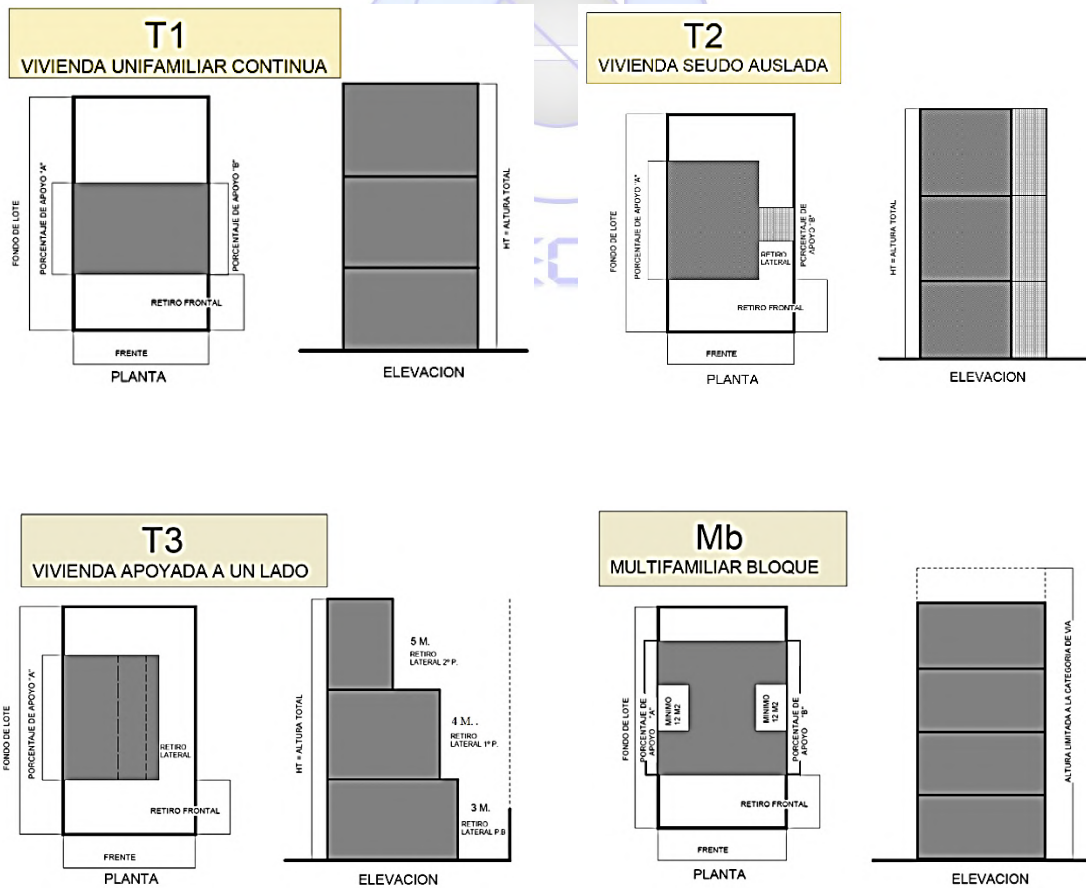 T1
VIVIENDA UNIFAMILIAR CONTINUA
FONDO DE LOTE
PORCENTAJE DE APOYO "A"
PORCENTAJE DE APOYO "B"
RETIRO FRONTAL
FRENTE
PLANTA
HT = ALTURA TOTAL
ELEVACION
T2
VIVIENDA SEUDO AUSLADA
FONDO DE LOTE
PORCENTAJE DE APOYO "A"
RETIRO
LATERAL
PORCENTAJE DE
APOYO "B"
RETIRO FRONTAL
FRENTE
PLANTA
HT = ALTURA TOTAL
ELEVACION
T3
VIVIENDA APOYADA A UN LADO
FONDO DE LOTE
PORCENTAJE DE APOYO "A"
RETIRO
LATERAL
RETIRO FRONTAL
FRENTE
PLANTA
HT = ALTURA TOTAL
5 M.
RETIRO
LATERAL 2º P.
4 M. .
RETIRO
LATERAL 1º P.
3 M.
RETIRO
LATERAL P.B
ELEVACION
Mb
MULTIFAMILIAR BLOQUE
FONDO DE LOTE
PORCENTAJE DE
APOYO "A"
MINIMO
12 M2
MINIMO
12 M2
PORCENTAJE DE
APOYO "B"
RETIRO FRONTAL
FRENTE
PLANTA
ALTURA LIMITADA A LA CATEGORIA DE VIA
ELEVACION